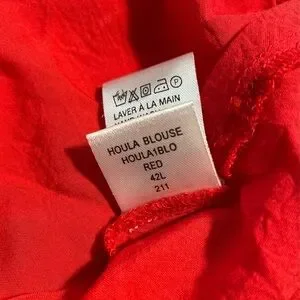 P
LAVER À LA MAIN
HOULA BLOUSE
HOULA1BLO
RED
42L
211